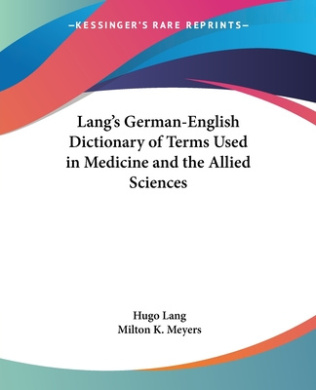 KESSINGER'S RARE REPRINTS
Lang's German-English
Dictionary of Terms Used
in Medicine and the Allied
Sciences
Hugo Lang
Milton K. Meyers